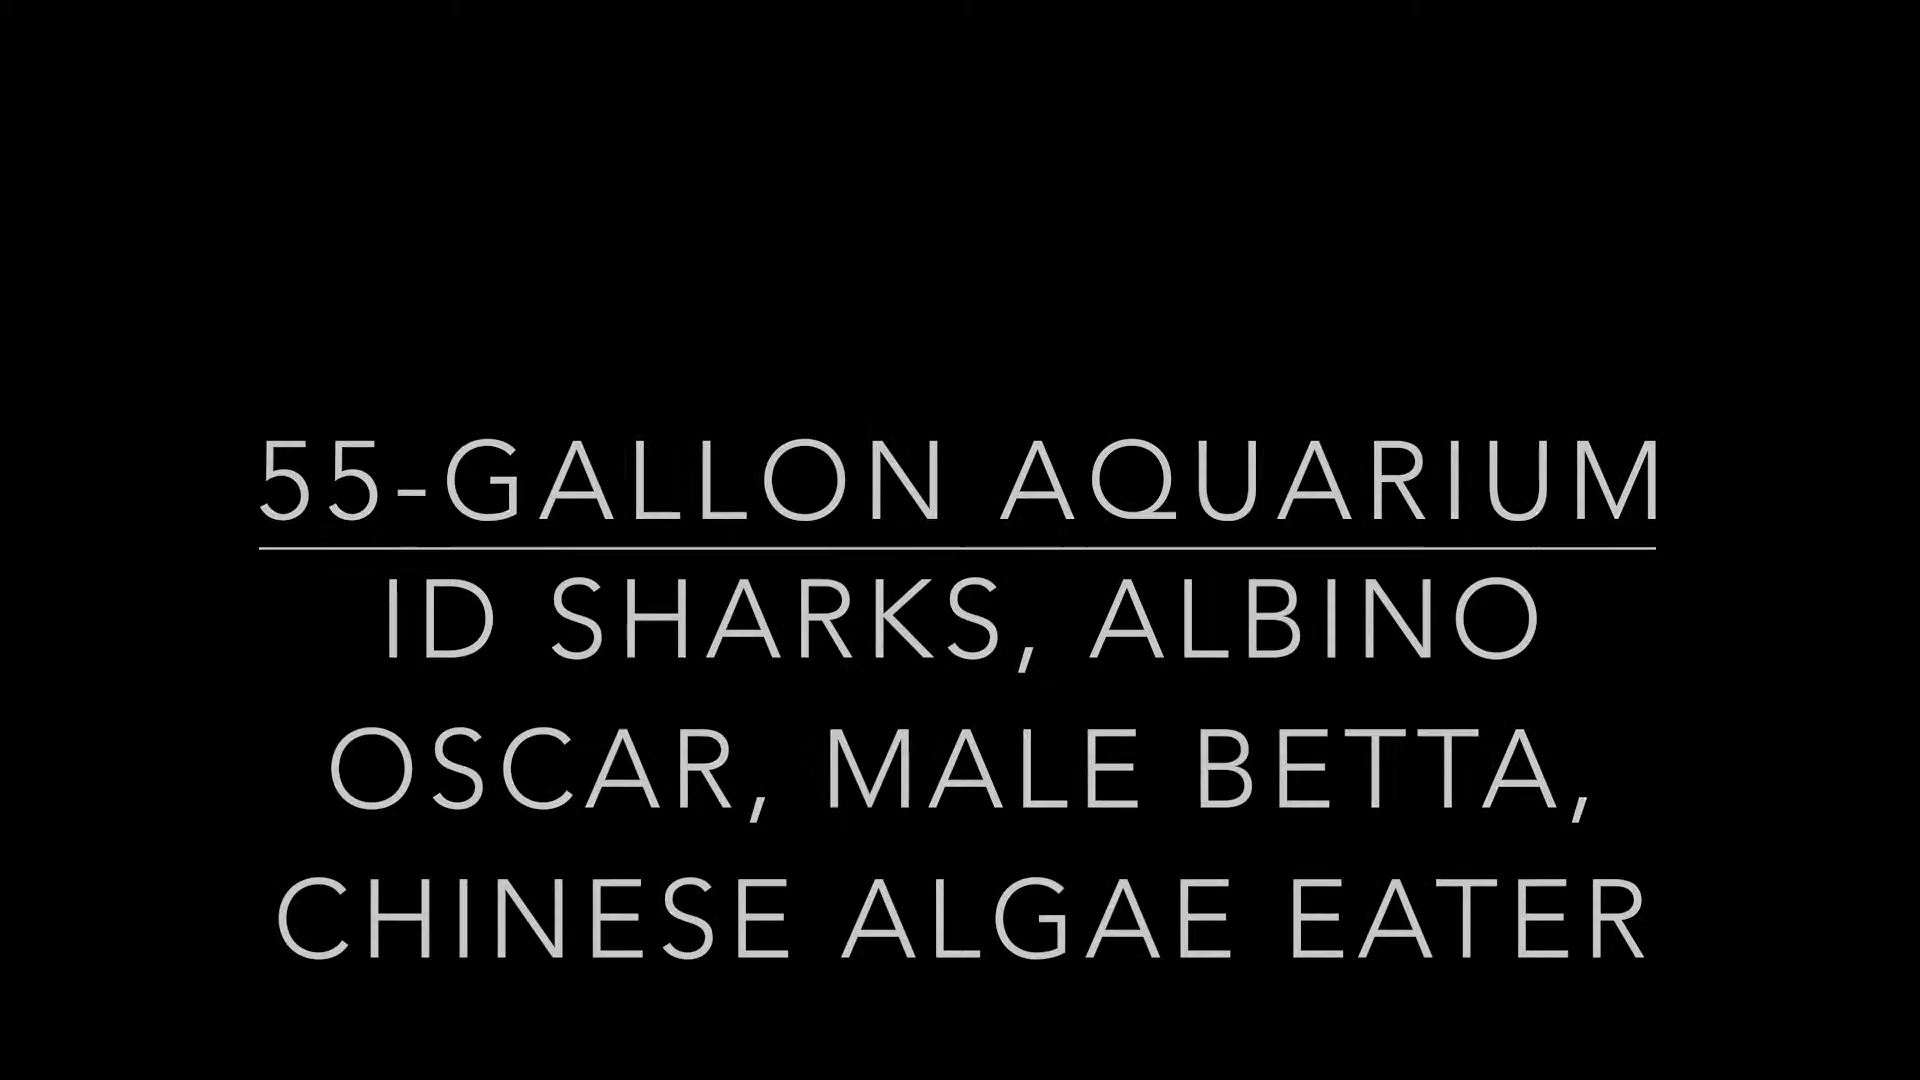 55-GALLON AQUARIUM
ID SHARKS, ALBINO
OSCAR, MALE BETTA,
CHINESE ALGAE EATER